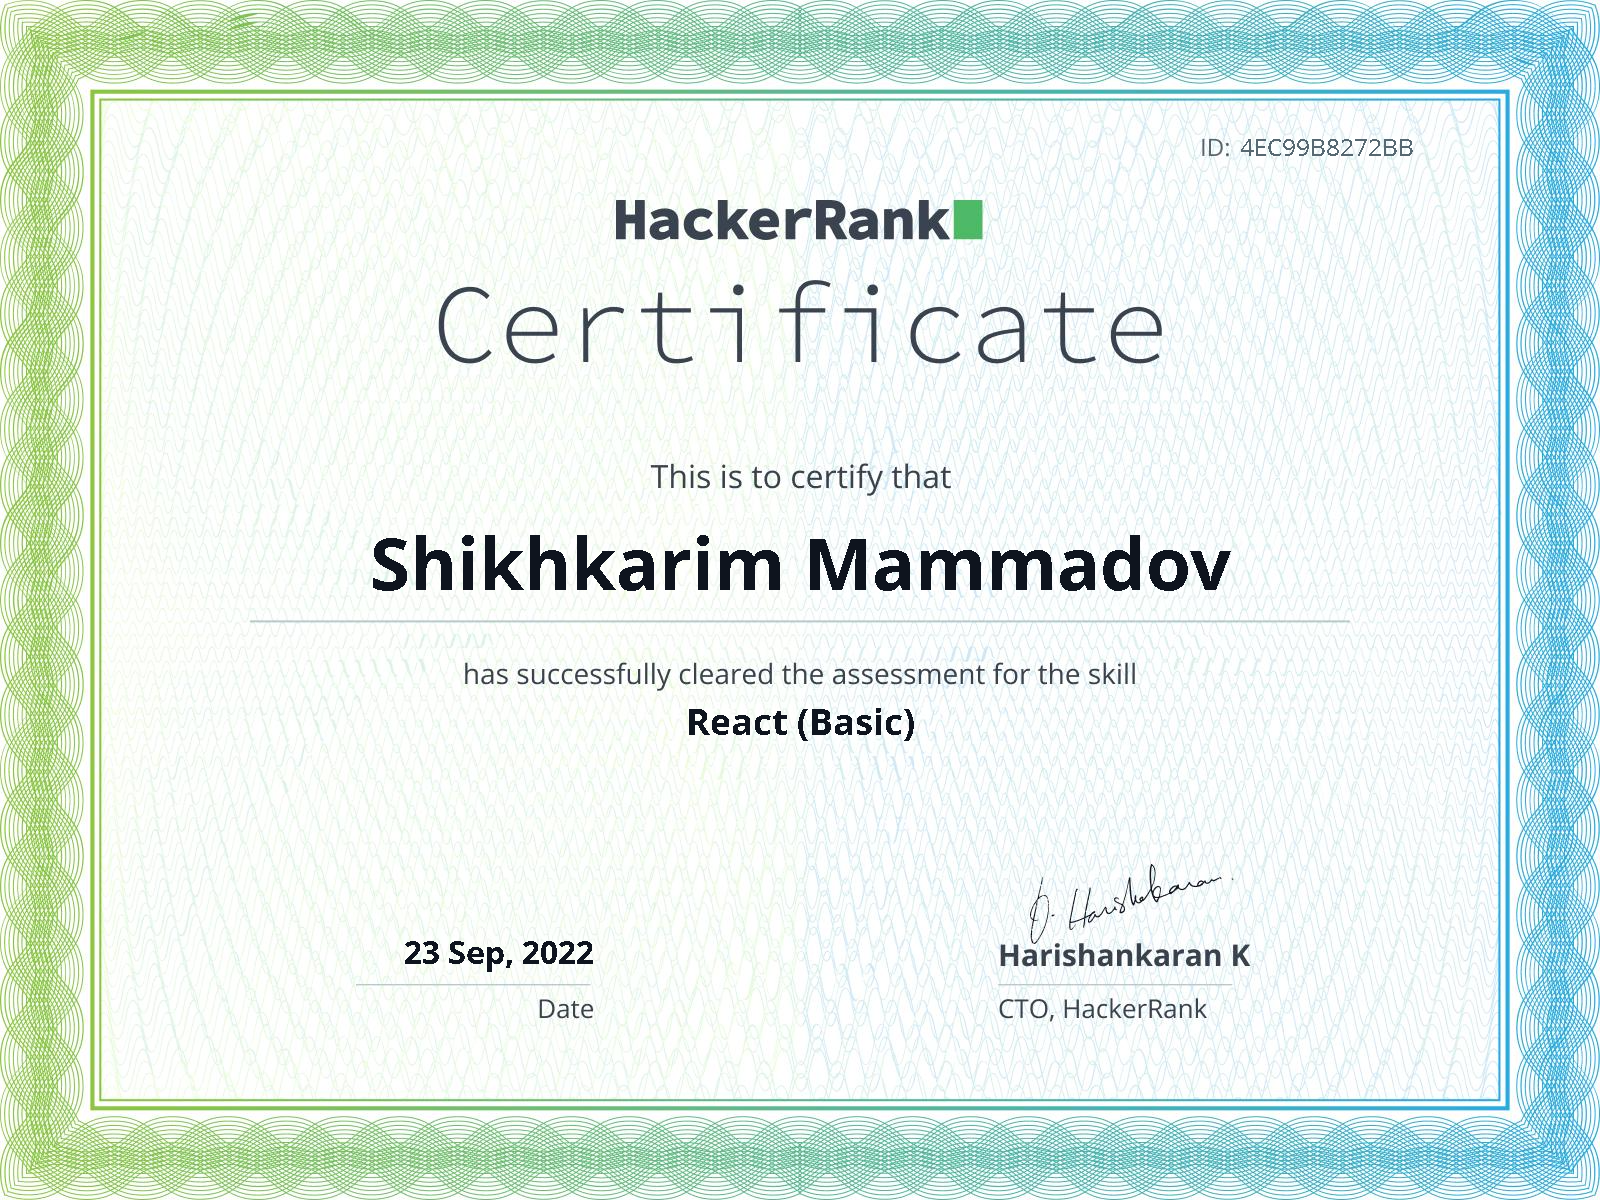 ID: 4EC99B8272BB
HackerRank
Certificate
This is to certify that
Shikhkarim Mammadov
has successfully cleared the assessment for the skill
React (Basic)
23 Sep, 2022
Date
Harishankaran K
CTO, HackerRank